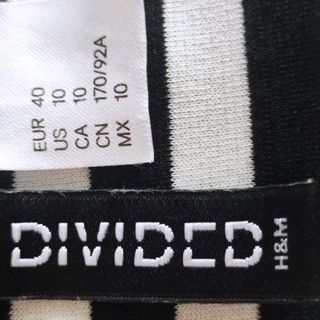 EUR 40
US 10
CA 10
CN 170/92A
MX 10
DIVIDED
H&M